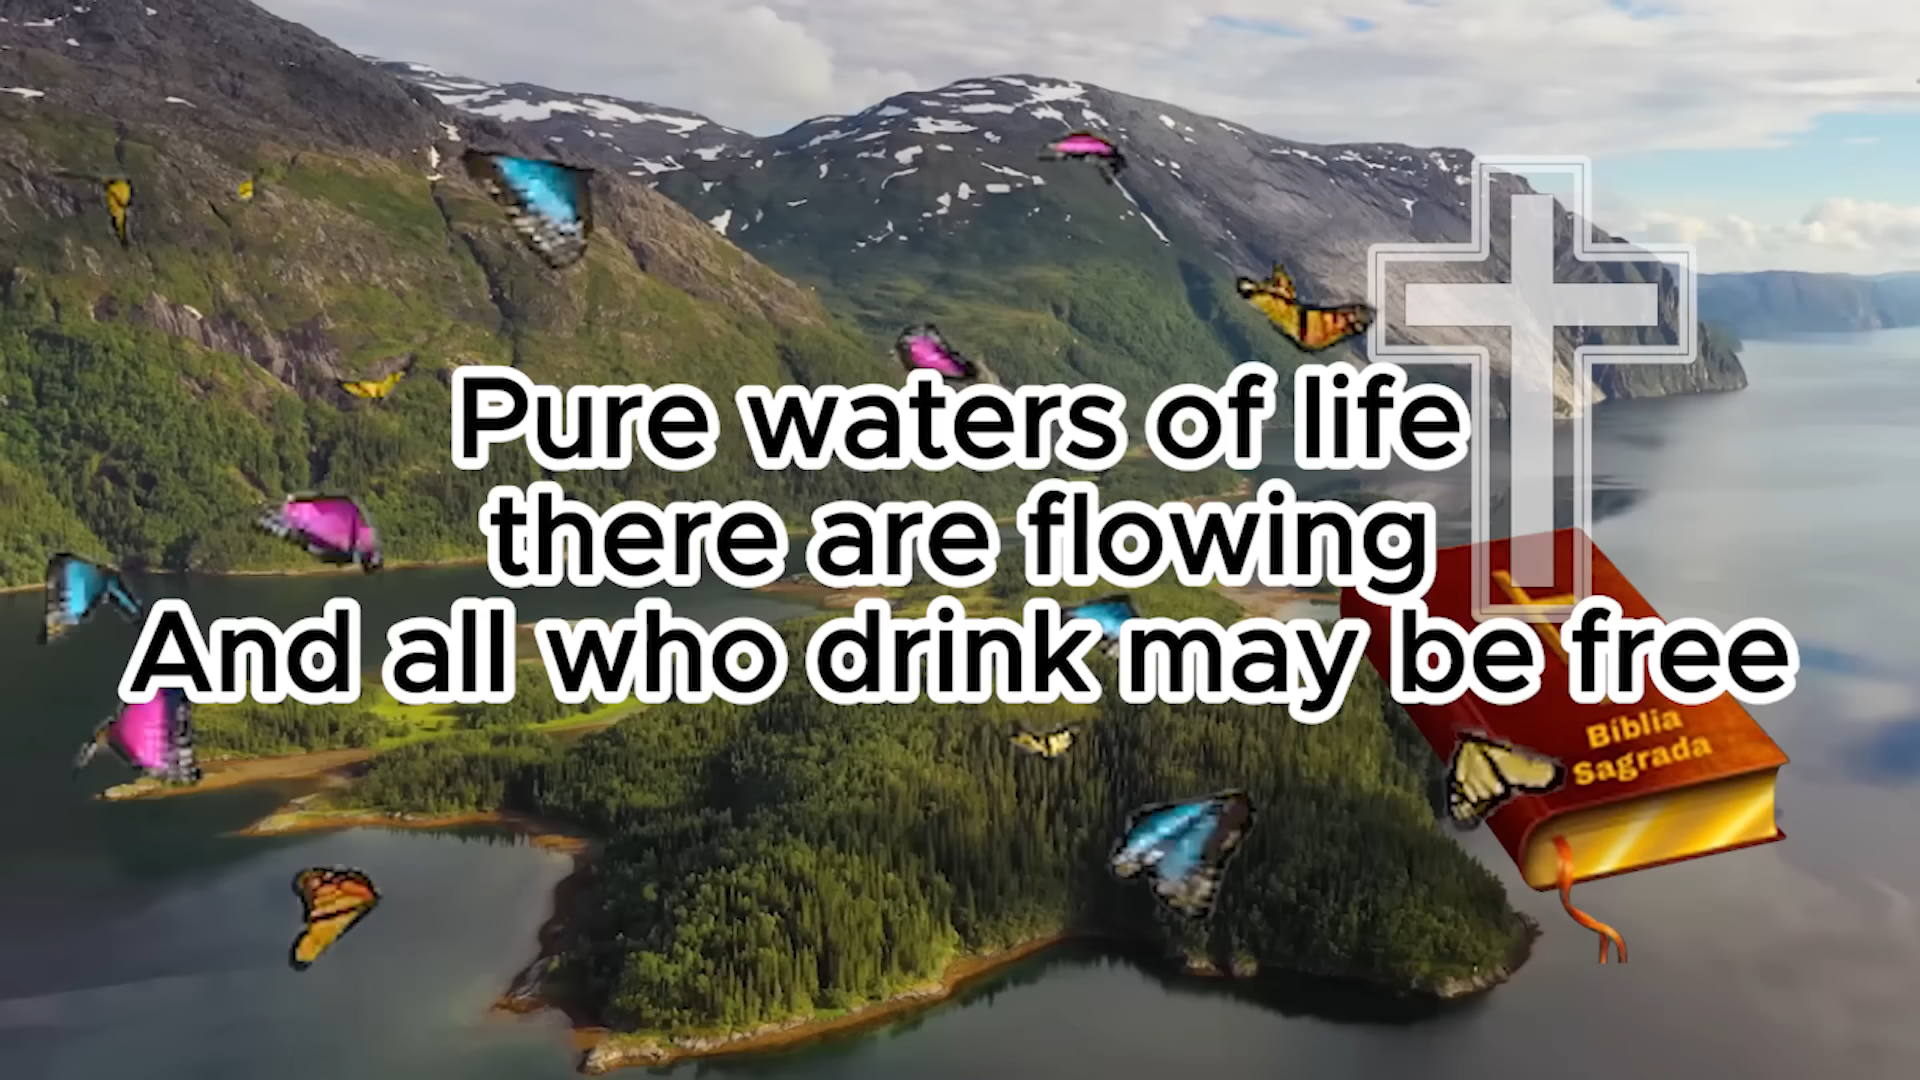 Pure waters of life
there are flowing
And all who drink may be free
Bíblia
Sagrada